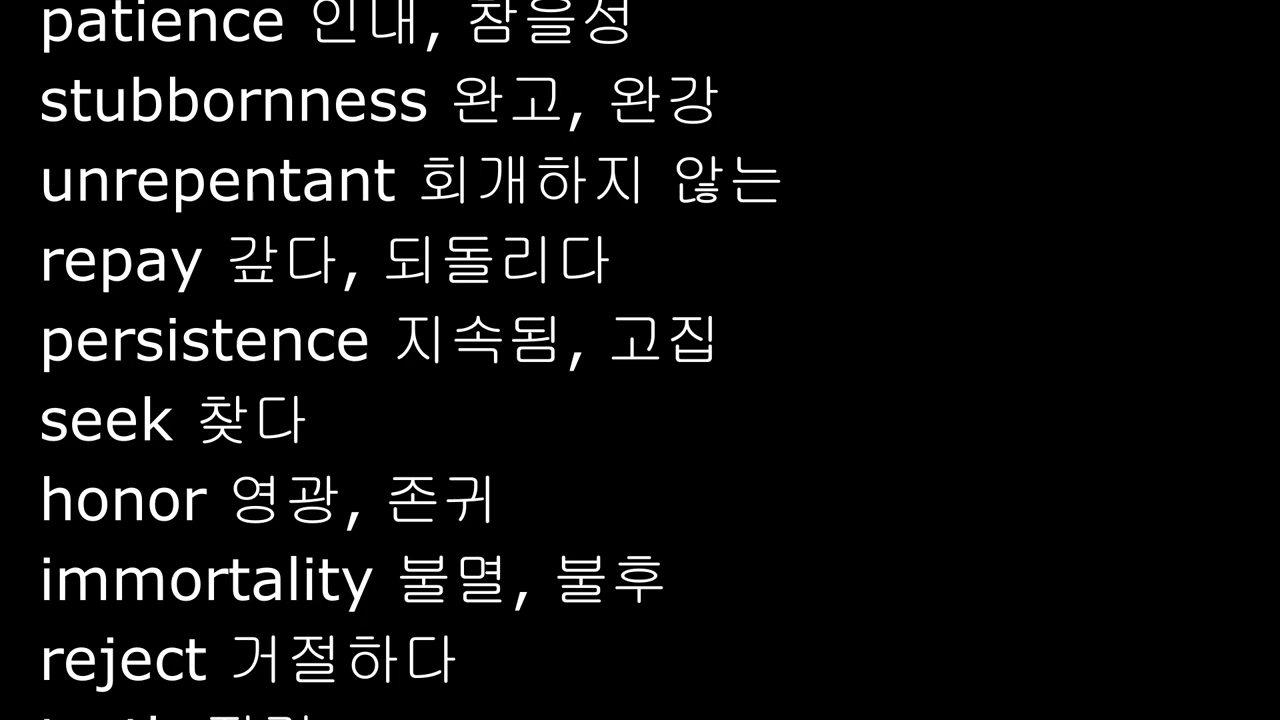 patience 인내, 참을성
stubbornness 완고, 완강
unrepentant 회개하지 않는
repay 갚다, 되돌리다
persistence 지속됨, 고집
seek 찾다
honor 영광, 존귀
immortality 불멸, 불후
reject 거절하다